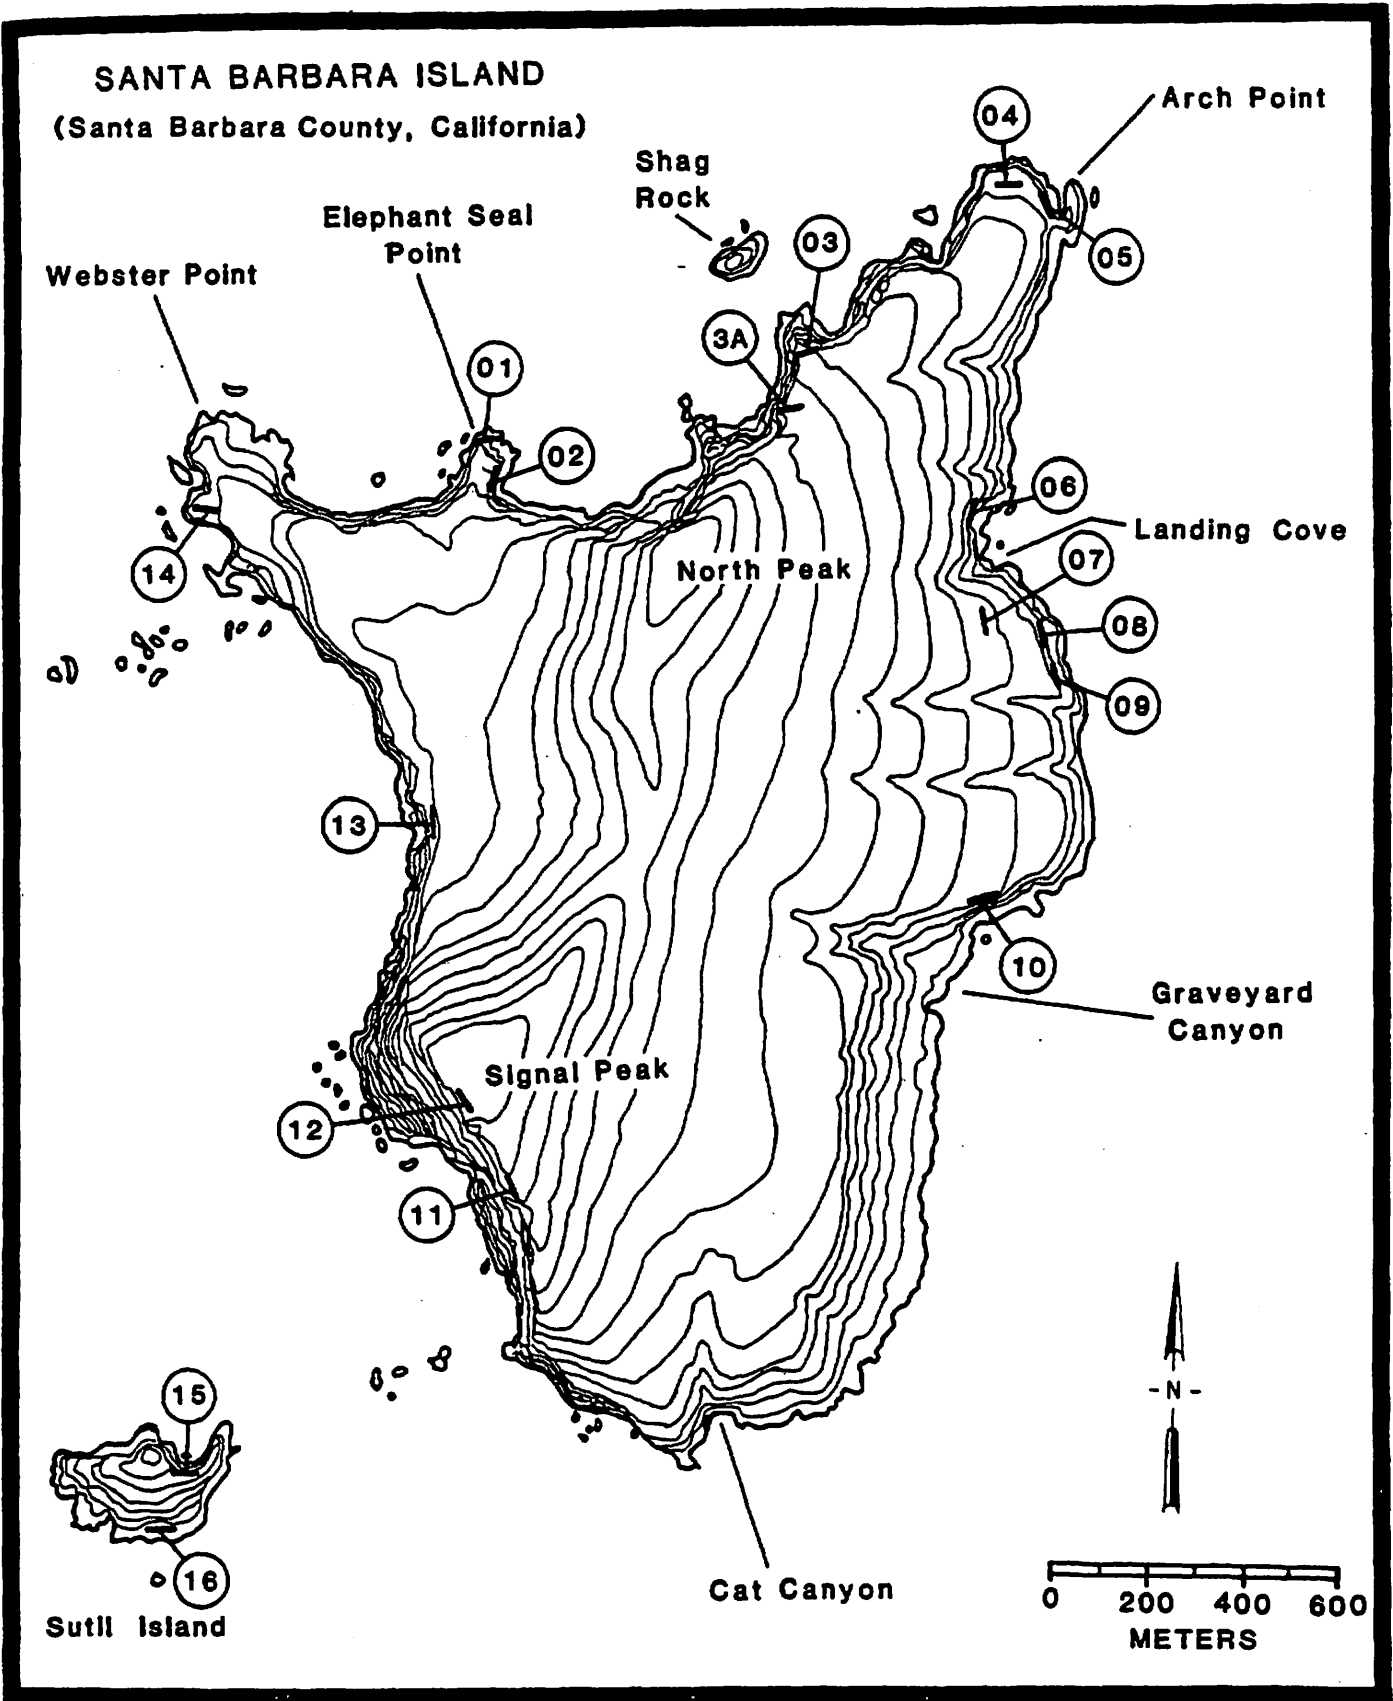 SANTA BARBARA ISLAND
(Santa Barbara County, California)
Arch Point
04
Shag
Rock
Elephant Seal
Point
03
05
Webster Point
3A
01
02
06
Landing Cove
14
North Peak
07
08
09
13
10
Graveyard
Canyon
Signal Peak
12
11
15
-N-
16
Cat Canyon
Sutil Island
0 200 400 600
METERS